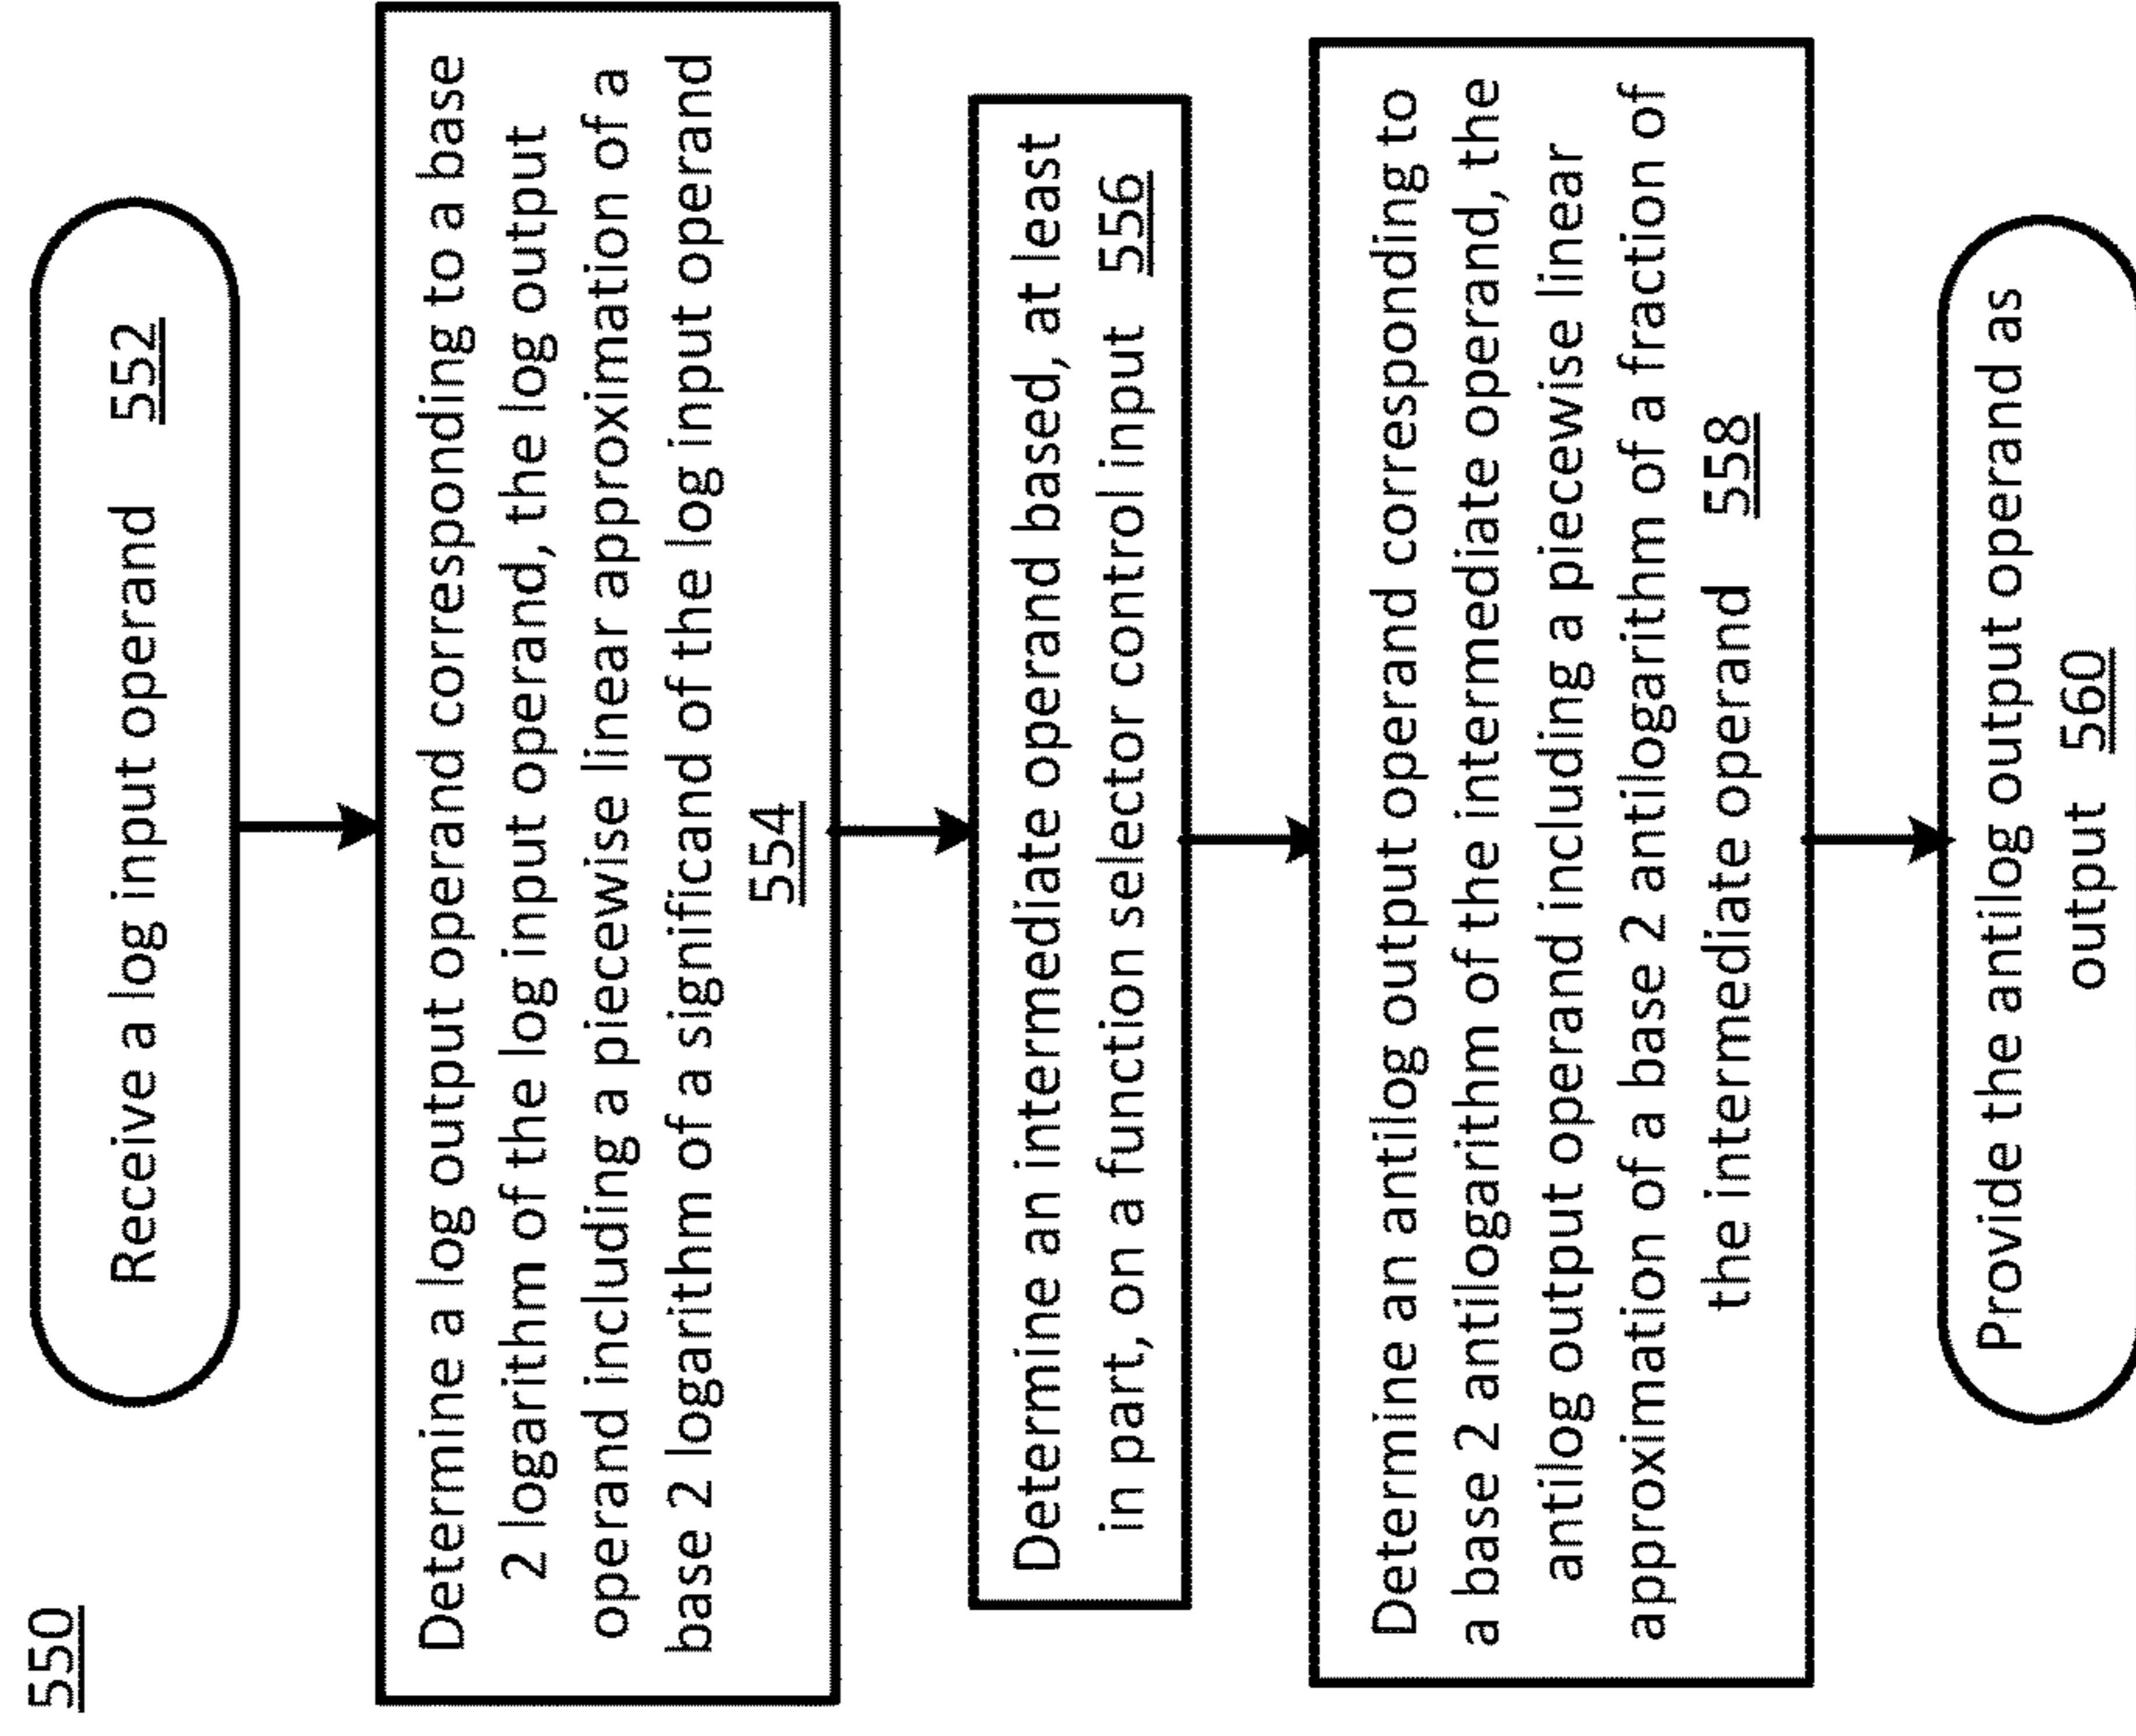 550
Receive a log input operand 552
Determine a log output operand corresponding to a base
2 logarithm of the log input operand, the log output
operand including a piecewise linear approximation of a
base 2 logarithm of a significand of the log input operand
554
Determine an intermediate operand based, at least
in part, on a function selector control input 556
Determine an antilog output operand corresponding to
a base 2 antilogarithm of the intermediate operand, the
antilog output operand including a piecewise linear
approximation of a base 2 antilogarithm of a fraction of
the intermediate operand 558
Provide the antilog output operand as
output 560